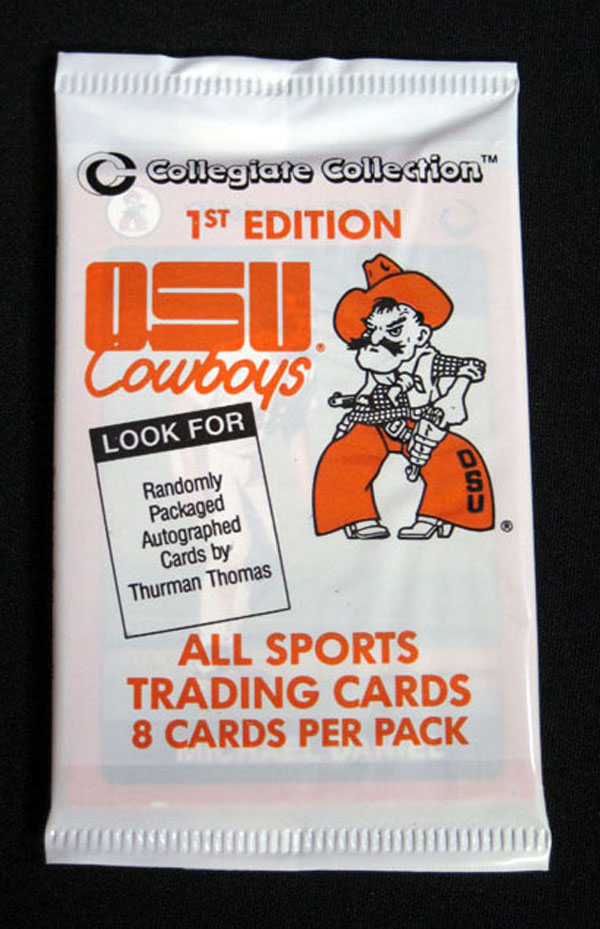 Collegiate Collection™
1ST EDITION
OSU
Cowboys®
LOOK FOR
Randomly
Packaged
Autographed
Cards by
Thurman Thomas
OSU
®
ALL SPORTS
TRADING CARDS
8 CARDS PER PACK